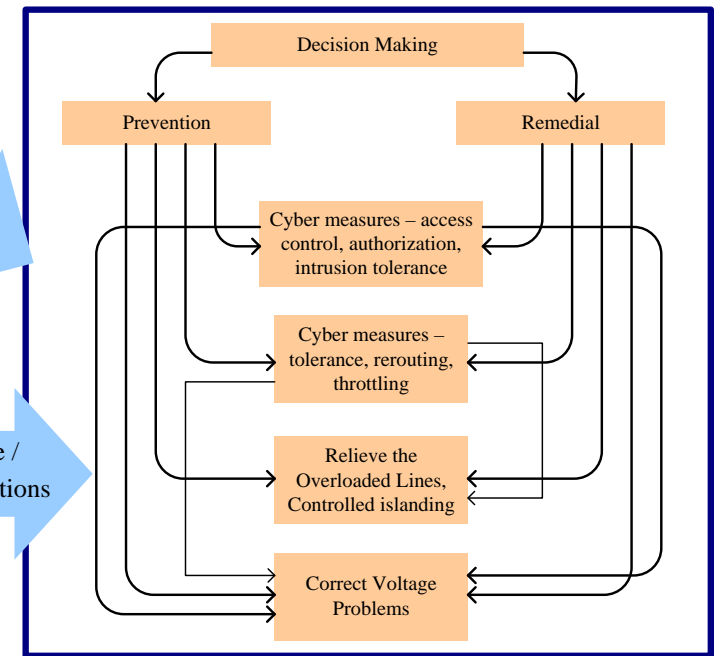 Decision Making
Prevention
Remedial
Cyber measures – access
control, authorization,
intrusion tolerance
Cyber measures –
tolerance, rerouting,
throttling
Relieve the
Overloaded Lines,
Controlled islanding
Correct Voltage
Problems
/